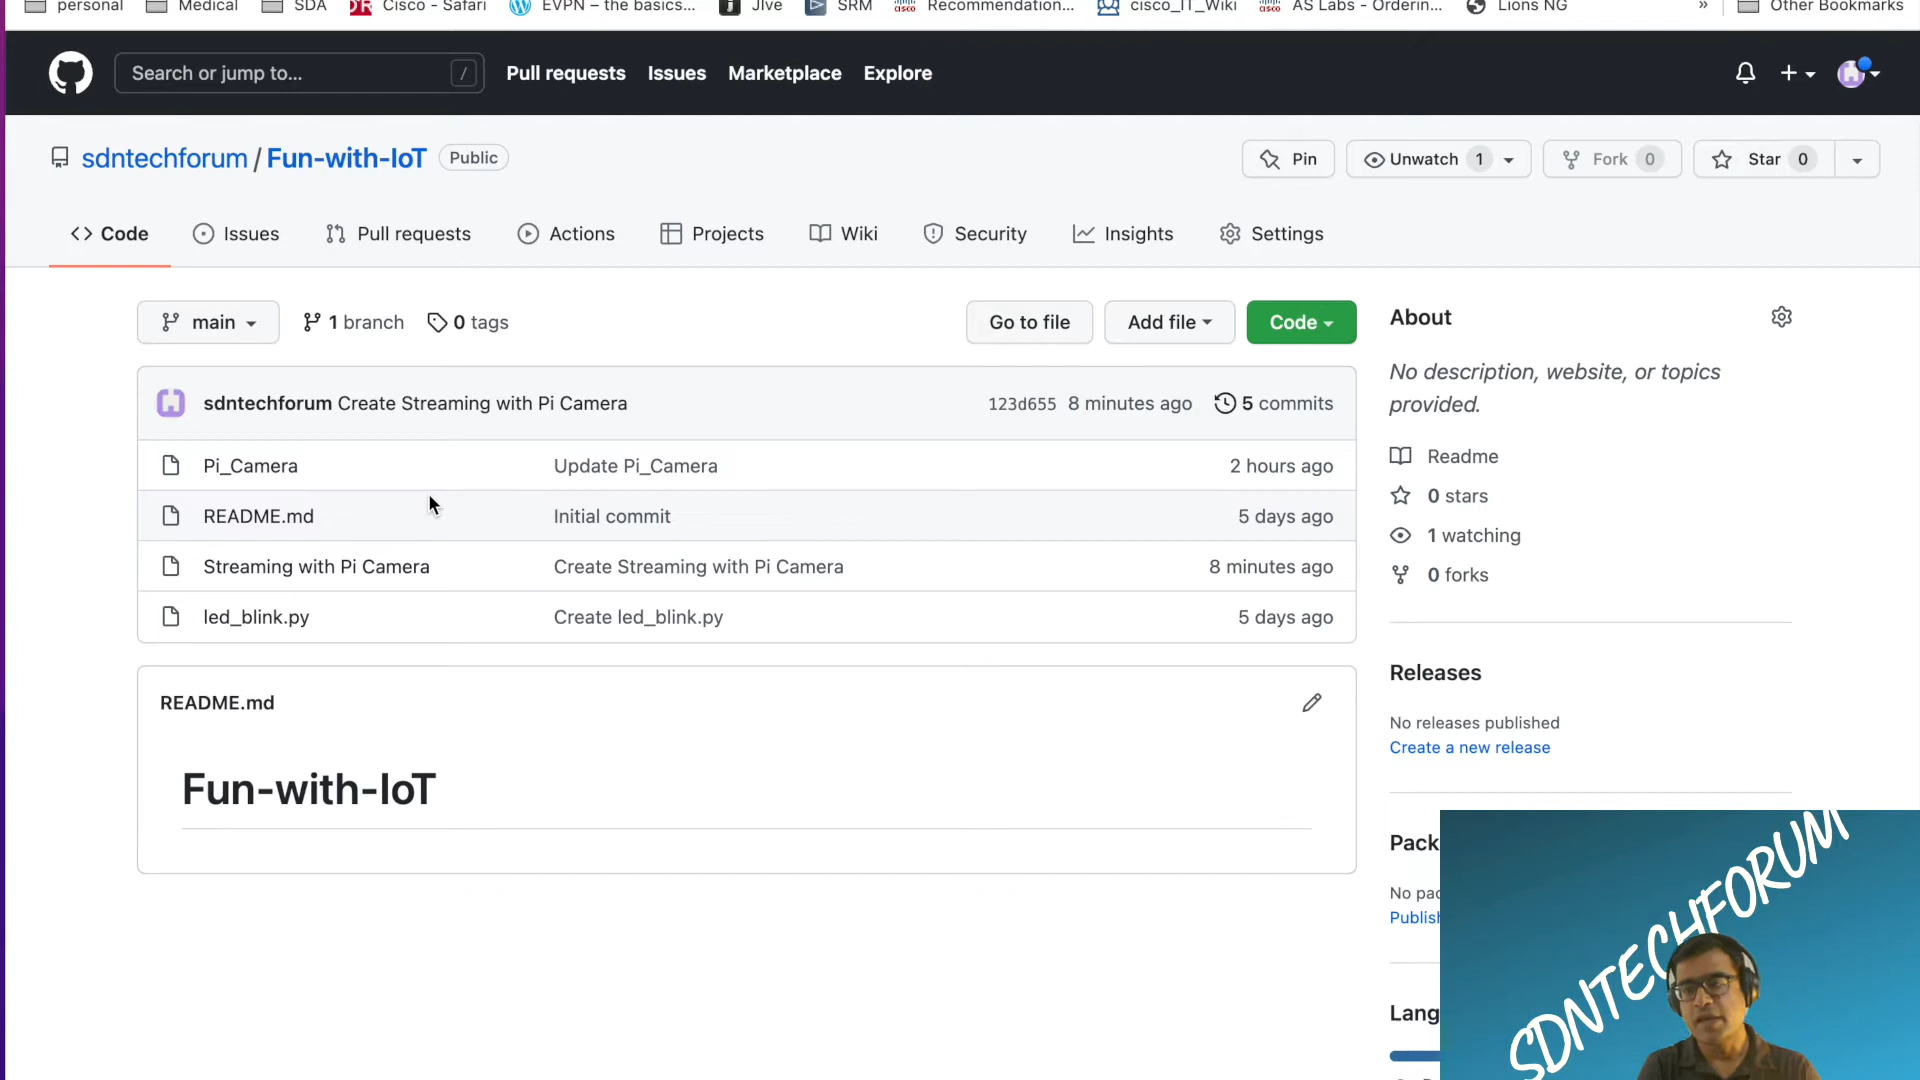 personal Medical SDA Cisco - Safari EVPN – the basics... Jlve SRM Recommendation... cisco_IT_Wiki AS Labs - Orderin... Lions NG » Other Bookmarks
Search or jump to... / Pull requests Issues Marketplace Explore
sdntechforum / Fun-with-IoT Public Pin Unwatch 1 Fork 0 Star 0
Code Issues Pull requests Actions Projects Wiki Security Insights Settings
main 1 branch 0 tags Go to file Add file Code
sdntechforum Create Streaming with Pi Camera 123d655 8 minutes ago 5 commits
Pi_Camera Update Pi_Camera 2 hours ago
README.md Initial commit 5 days ago
Streaming with Pi Camera Create Streaming with Pi Camera 8 minutes ago
led_blink.py Create led_blink.py 5 days ago
README.md
Fun-with-IoT
About
No description, website, or topics
provided.
Readme
0 stars
1 watching
0 forks
Releases
No releases published
Create a new release
Pack
No pac
Publish
Lang
SDNTECHFORUM